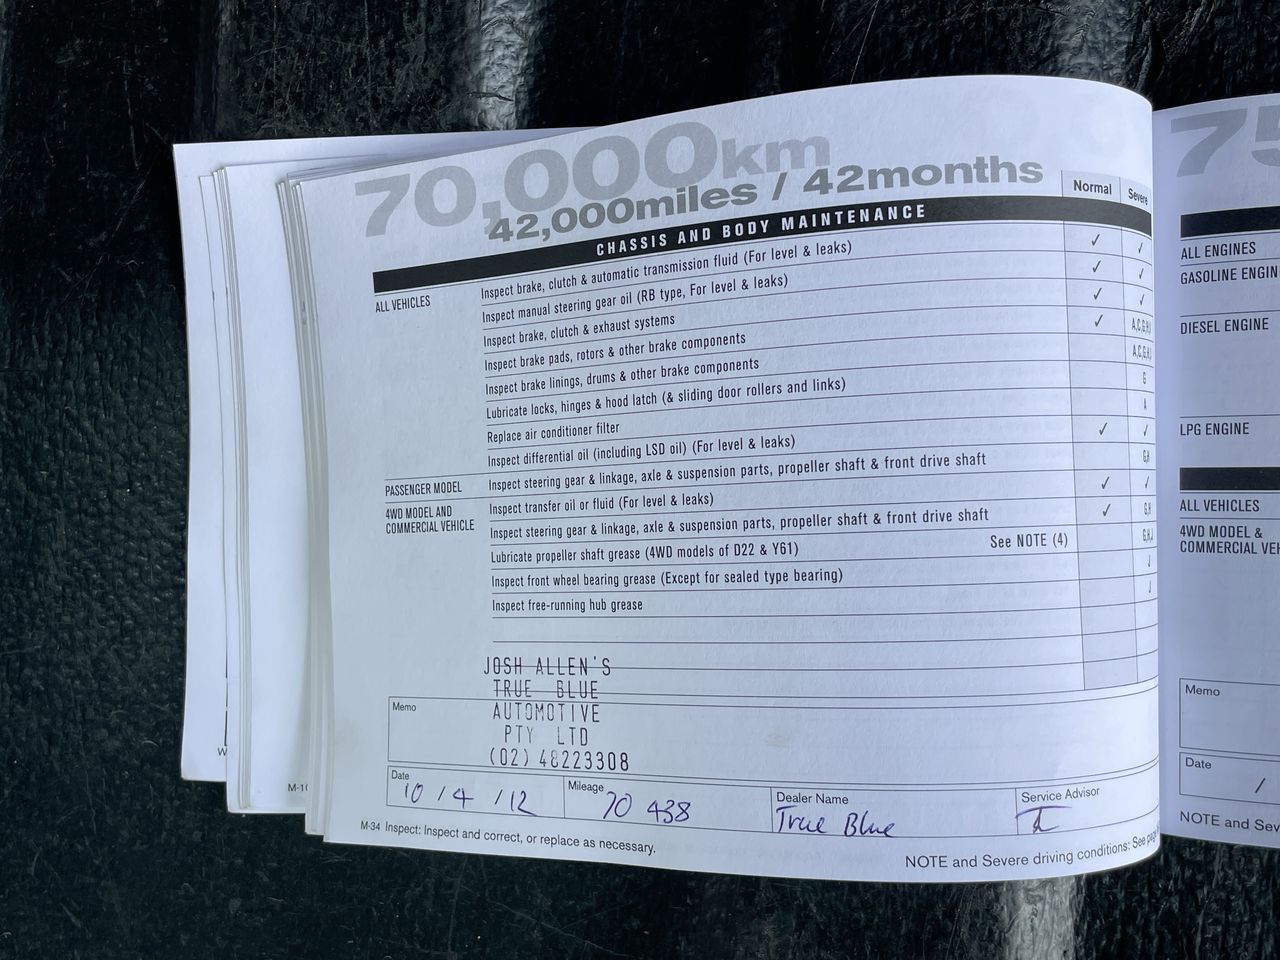 70,000km
42,000miles / 42months
Normal Severe
CHASSIS AND BODY MAINTENANCE
ALL VEHICLES Inspect brake, clutch & automatic transmission fluid (For level & leaks) ✓ ✓
Inspect manual steering gear oil (RB type, For level & leaks) ✓ ✓
Inspect brake, clutch & exhaust systems ✓ ✓
Inspect brake pads, rotors & other brake components ✓ A,C,G,H
Inspect brake linings, drums & other brake components A,C,G,H
Lubricate locks, hinges & hood latch (& sliding door rollers and links) G
Replace air conditioner filter A
Inspect differential oil (including LSD oil) (For level & leaks) ✓ ✓
PASSENGER MODEL Inspect steering gear & linkage, axle & suspension parts, propeller shaft & front drive shaft G,H
4WD MODEL AND
COMMERCIAL VEHICLE
Inspect transfer oil or fluid (For level & leaks) ✓ ✓
Inspect steering gear & linkage, axle & suspension parts, propeller shaft & front drive shaft ✓ G,H
Lubricate propeller shaft grease (4WD models of D22 & Y61) See NOTE (4) G,H
Inspect front wheel bearing grease (Except for sealed type bearing) J
Inspect free-running hub grease J
JOSH ALLEN'S
TRUE BLUE
AUTOMOTIVE
PTY LTD
(02) 48223308
Memo
Date 10 / 4 / 12 Mileage 70 438 Dealer Name True Blue Service Advisor
M-34 Inspect: Inspect and correct, or replace as necessary.
NOTE and Severe driving conditions: See
75
ALL ENGINES
GASOLINE ENGIN
DIESEL ENGINE
LPG ENGINE
ALL VEHICLES
4WD MODEL &
COMMERCIAL VEH
Memo
Date /
NOTE and Sev
W
M-1